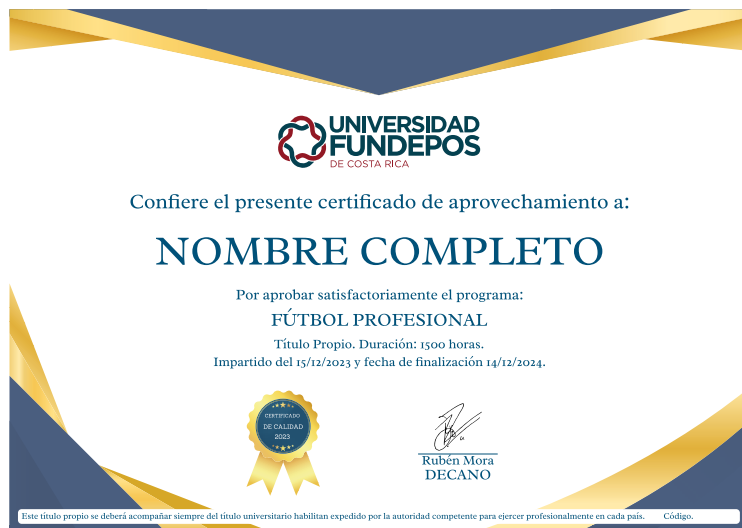 UNIVERSIDAD
FUNDEPOS
DE COSTA RICA
Confiere el presente certificado de aprovechamiento a:
NOMBRE COMPLETO
Por aprobar satisfactoriamente el programa:
FÚTBOL PROFESIONAL
Título Propio. Duración: 1500 horas.
Impartido del 15/12/2023 y fecha de finalización 14/12/2024.
CERTIFICADO
DE CALIDAD
2023
Rubén Mora
DECANO
Este título propio se deberá acompañar siempre del título universitario habilitan expedido por la autoridad competente para ejercer profesionalmente en cada país. Código.